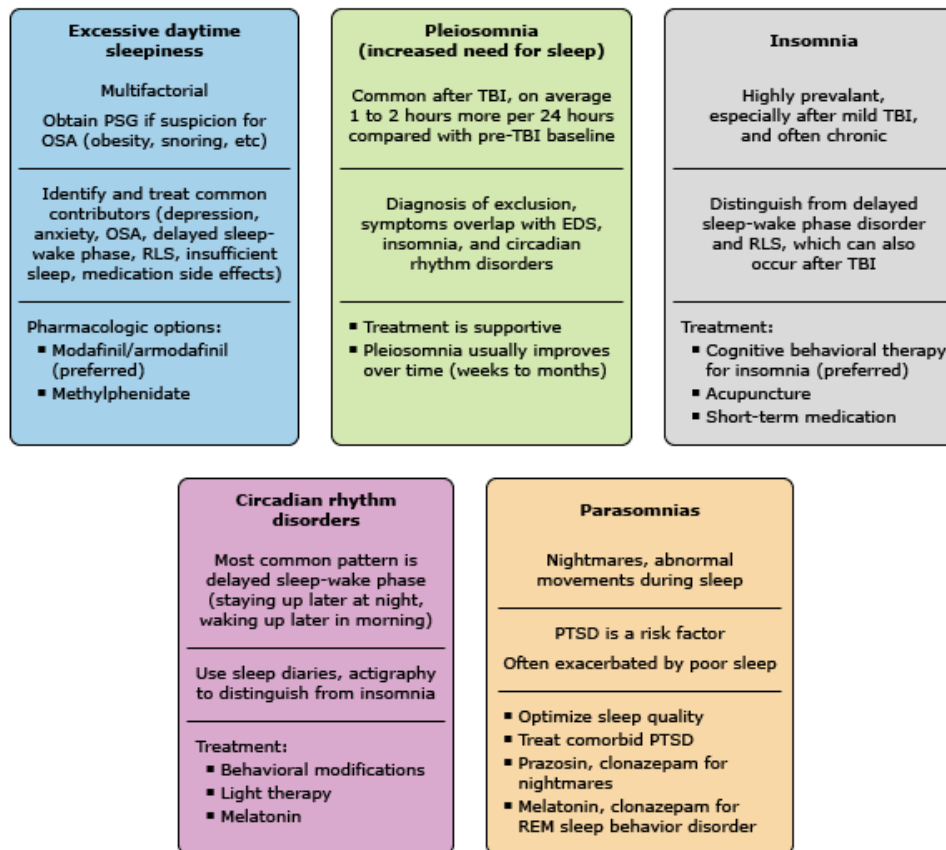 Excessive daytime
sleepiness
Multifactorial
Obtain PSG if suspicion for
OSA (obesity, snoring, etc)
Identify and treat common
contributors (depression,
anxiety, OSA, delayed sleep-
wake phase, RLS, insufficient
sleep, medication side effects)
Pharmacologic options:
▪ Modafinil/armodafinil
(preferred)
▪ Methylphenidate
Pleiosomnia
(increased need for sleep)
Common after TBI, on average
1 to 2 hours more per 24 hours
compared with pre-TBI baseline
Diagnosis of exclusion,
symptoms overlap with EDS,
insomnia, and circadian
rhythm disorders
▪ Treatment is supportive
▪ Pleiosomnia usually improves
over time (weeks to months)
Insomnia
Highly prevalant,
especially after mild TBI,
and often chronic
Distinguish from delayed
sleep-wake phase disorder
and RLS, which can also
occur after TBI
Treatment:
▪ Cognitive behavioral therapy
for insomnia (preferred)
▪ Acupuncture
▪ Short-term medication
Circadian rhythm
disorders
Most common pattern is
delayed sleep-wake phase
(staying up later at night,
waking up later in morning)
Use sleep diaries, actigraphy
to distinguish from insomnia
Treatment:
▪ Behavioral modifications
▪ Light therapy
▪ Melatonin
Parasomnias
Nightmares, abnormal
movements during sleep
PTSD is a risk factor
Often exacerbated by poor sleep
▪ Optimize sleep quality
▪ Treat comorbid PTSD
▪ Prazosin, clonazepam for
nightmares
▪ Melatonin, clonazepam for
REM sleep behavior disorder